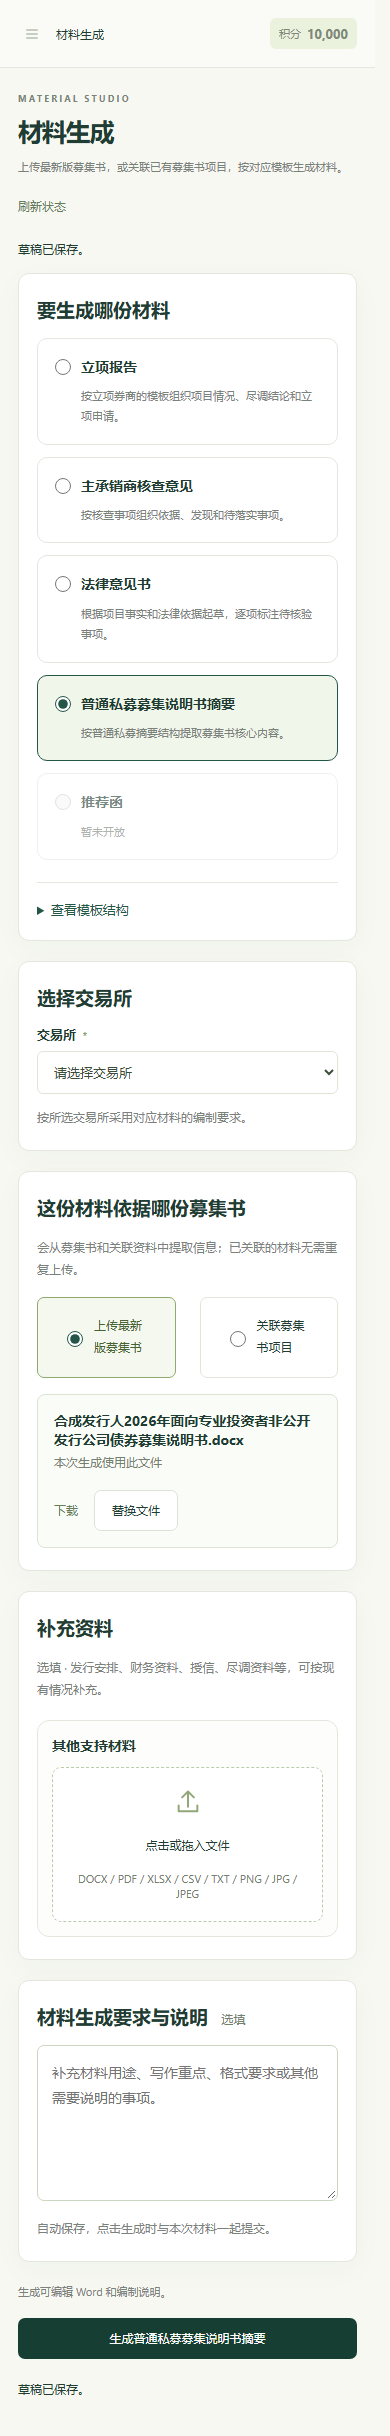 材料生成
积分 10,000
MATERIAL STUDIO
材料生成
上传最新版募集书，或关联已有募集书项目，按对应模板生成材料。
刷新状态
草稿已保存。
要生成哪份材料
立项报告
按立项券商的模板组织项目情况、尽调结论和立
项申请。
主承销商核查意见
按核查事项组织依据、发现和待落实事项。
法律意见书
根据项目事实和法律依据起草，逐项标注待核验
事项。
普通私募募集说明书摘要
按普通私募摘要结构提取募集书核心内容。
推荐函
暂未开放
查看模板结构
选择交易所
交易所 *
请选择交易所
按所选交易所采用对应材料的编制要求。
这份材料依据哪份募集书
会从募集书和关联资料中提取信息；已关联的材料无需重
复上传。
上传最新
版募集书
关联募集
书项目
合成发行人2026年面向专业投资者非公开
发行公司债券募集说明书.docx
本次生成使用此文件
下载
替换文件
补充资料
选填 · 发行安排、财务资料、授信、尽调资料等，可按现
有情况补充。
其他支持材料
点击或拖入文件
DOCX / PDF / XLSX / CSV / TXT / PNG / JPG /
JPEG
材料生成要求与说明 选填
补充材料用途、写作重点、格式要求或其他
需要说明的事项。
自动保存，点击生成时与本次材料一起提交。
生成可编辑 Word 和编制说明。
生成普通私募募集说明书摘要
草稿已保存。